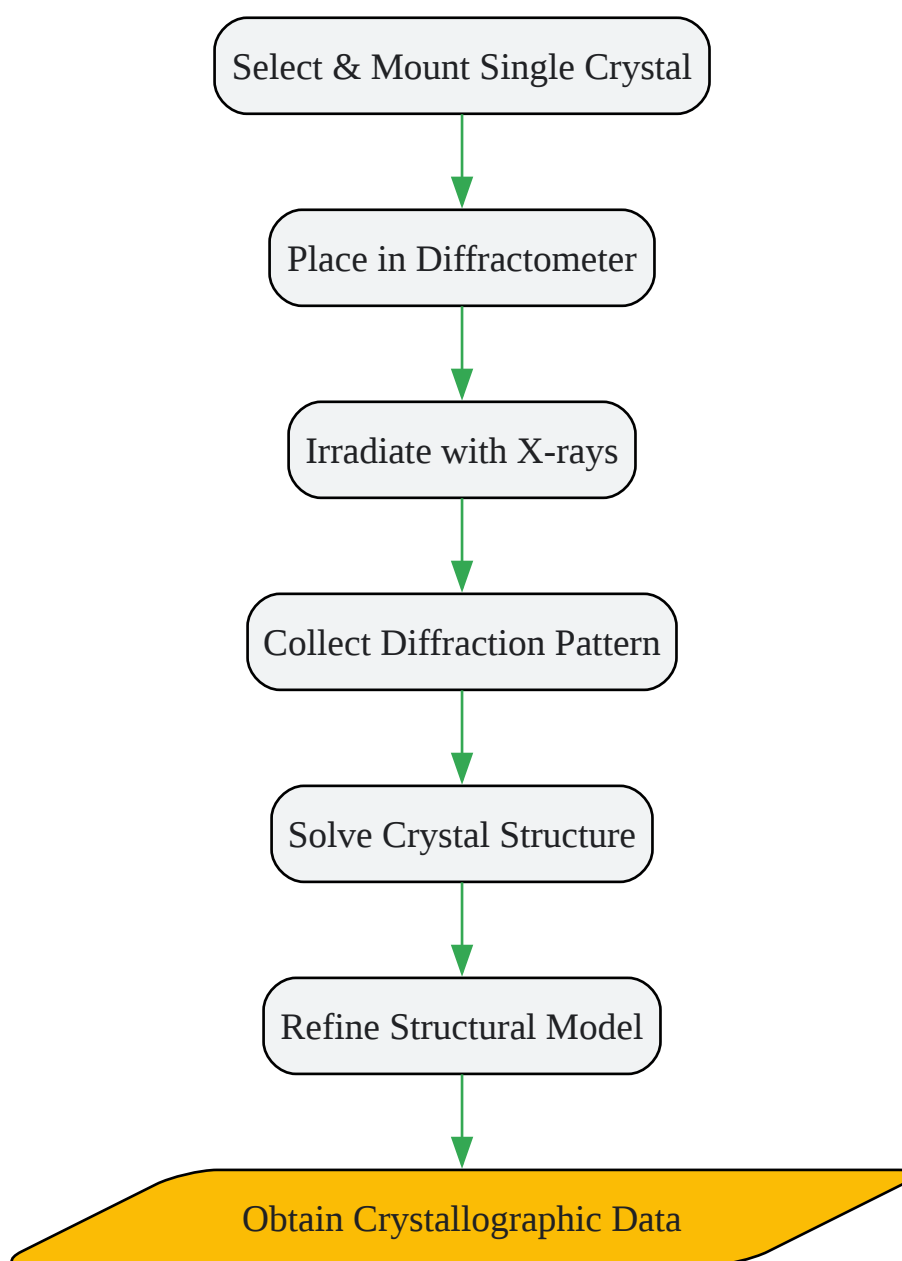 Select & Mount Single Crystal
Place in Diffractometer
Irradiate with X-rays
Collect Diffraction Pattern
Solve Crystal Structure
Refine Structural Model
Obtain Crystallographic Data